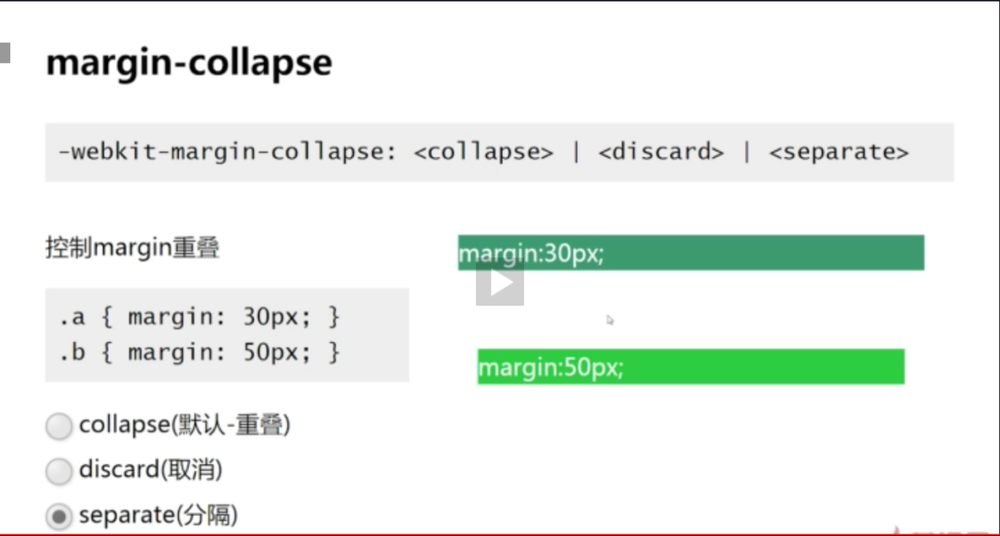 margin-collapse
-webkit-margin-collapse: <collapse> | <discard> | <separate>
控制margin重叠
.a { margin: 30px; }
.b { margin: 50px; }
collapse(默认-重叠)
discard(取消)
separate(分隔)
margin:30px;
margin:50px;